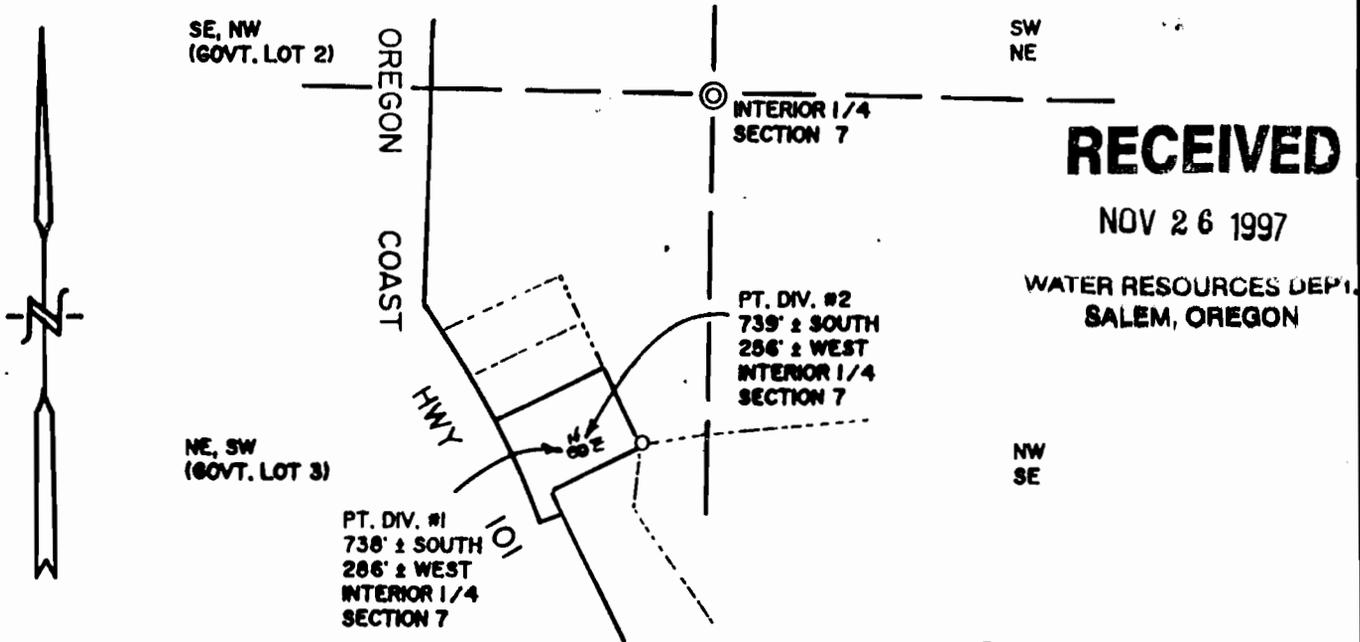 SE, NW
(GOVT. LOT 2)
OREGON COAST HWY 101
SW
NE
INTERIOR 1/4
SECTION 7
RECEIVED
NOV 26 1997
WATER RESOURCES DEPT.
SALEM, OREGON
PT. DIV. #2
739' ± SOUTH
256' ± WEST
INTERIOR 1/4
SECTION 7
N
NE, SW
(GOVT. LOT 3)
NW
SE
PT. DIV. #1
738' ± SOUTH
286' ± WEST
INTERIOR 1/4
SECTION 7